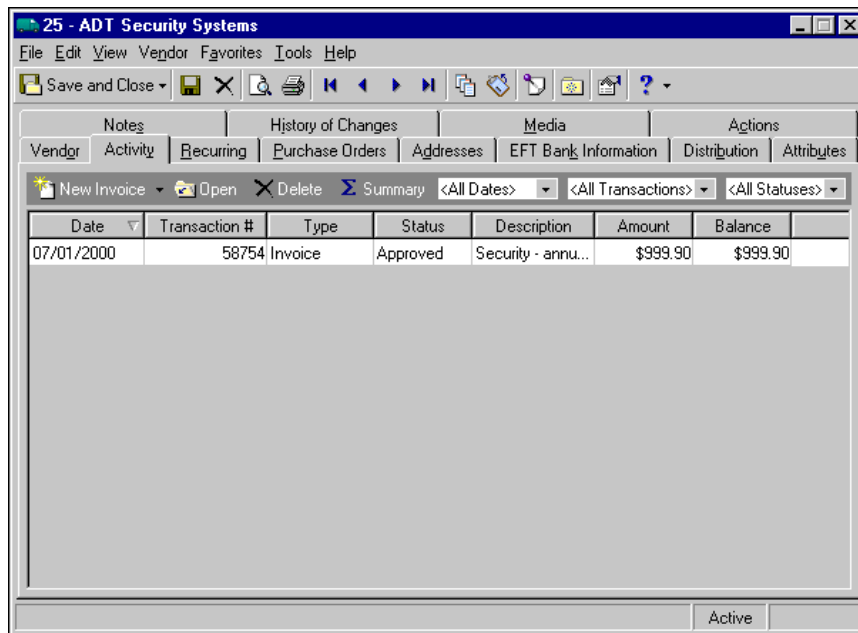 25 - ADT Security Systems
File Edit View Vendor Favorites Tools Help
Save and Close ?
Notes History of Changes Media Actions
Vendor Activity Recurring Purchase Orders Addresses EFT Bank Information Distribution Attributes
New Invoice Open Delete Σ Summary <All Dates> <All Transactions> <All Statuses>
Date Transaction # Type Status Description Amount Balance
07/01/2000 58754 Invoice Approved Security - annu... $999.90 $999.90
Active